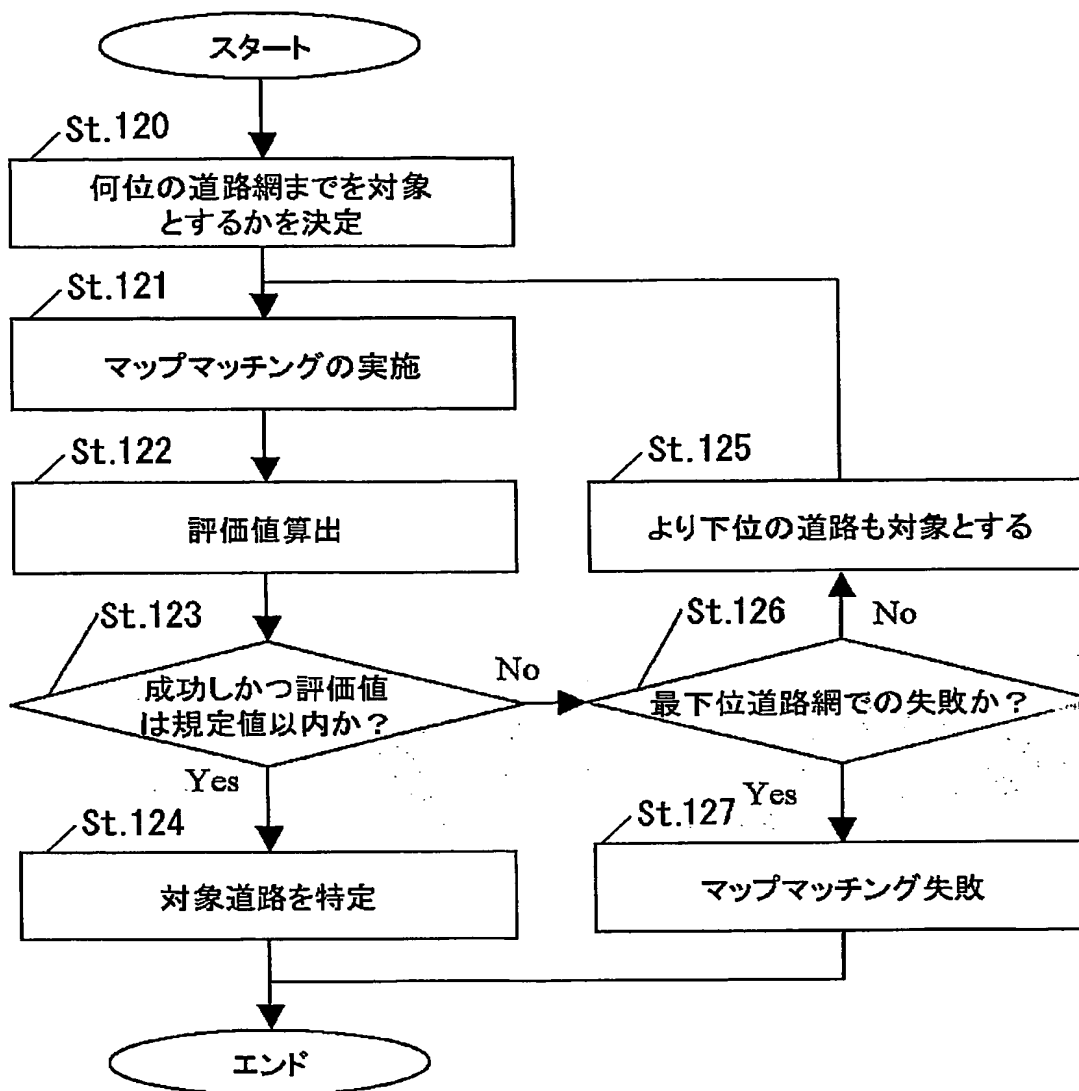 スタート
St.120
何位の道路網までを対象
とするかを決定
St.121
マップマッチングの実施
St.122
評価値算出
St.125
より下位の道路も対象とする
St.123
成功しかつ評価値
は規定値以内か？
No
St.126
No
最下位道路網での失敗か？
Yes
St.124
対象道路を特定
Yes
St.127
マップマッチング失敗
エンド